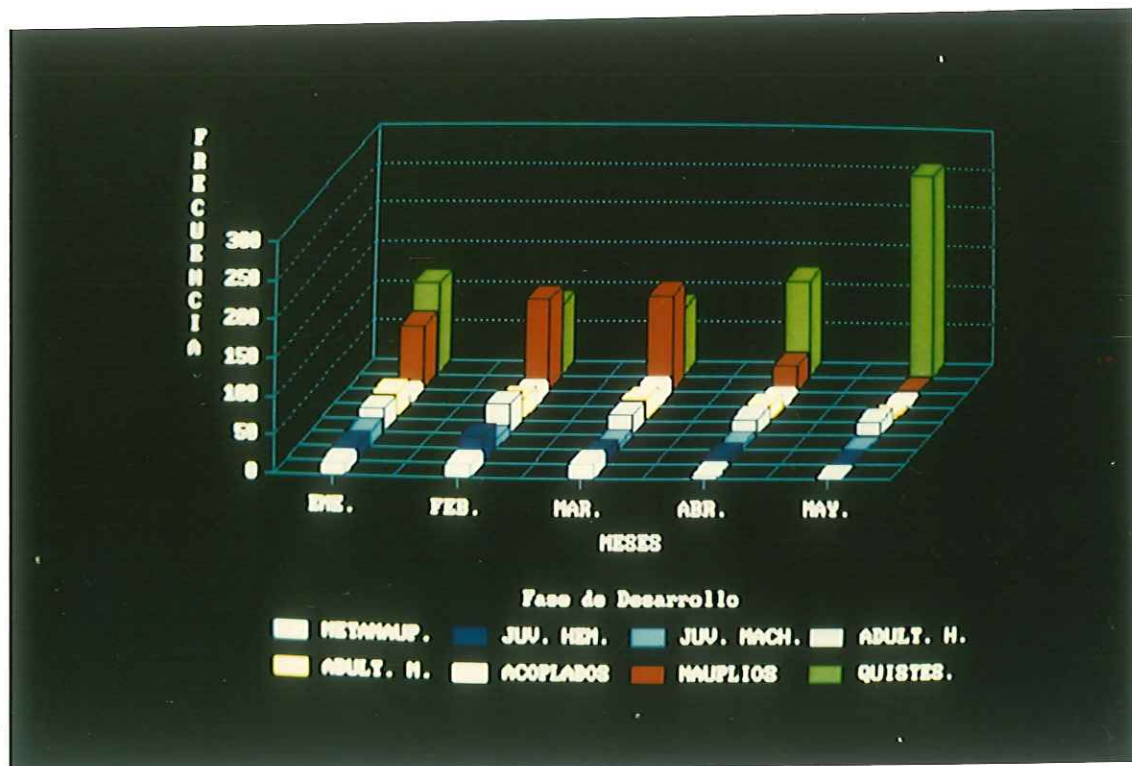 FRECUENCIA
300
250
200
150
100
50
0
ENE. FEB. MAR. ABR. MAY.
MESES
Fase de Desarrollo
METANAUP. JUV. HEM. JUV. MACH. ADULT. H.
ADULT. M. ACOPLADOS NAUPLIOS QUISTES.